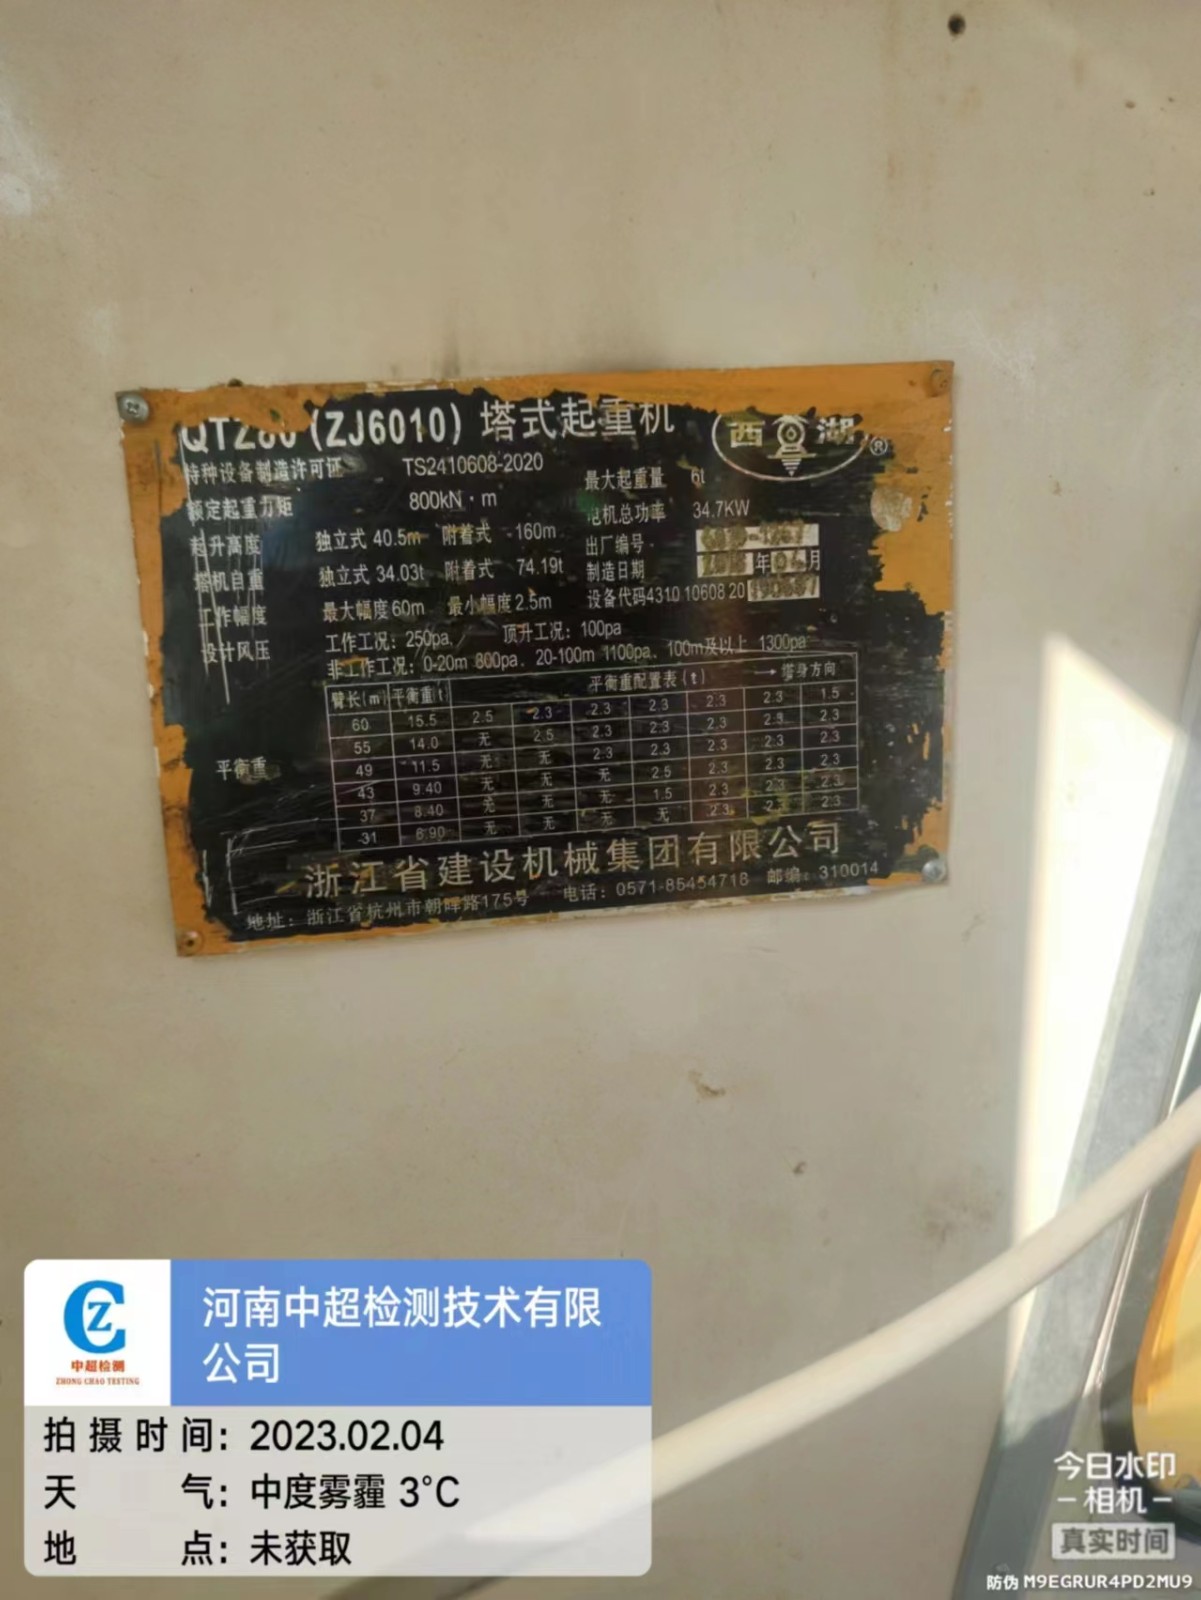 QTZ80 (ZJ6010) 塔式起重机
西湖®
特种设备制造许可证 TS2410608-2020 最大起重量 6t
额定起重力矩 800kN·m 电机总功率 34.7KW
起升高度 独立式 40.5m 附着式 160m 出厂编号
塔机自重 独立式 34.03t 附着式 74.19t 制造日期 年 月
工作幅度 最大幅度60m 最小幅度2.5m 设备代码4310 10608 20
设计风压 工作工况：250pa, 顶升工况：100pa
非工作工况：0-20m 800pa、20-100m 1100pa、100m及以上 1300pa
平衡重
臂长(m) 平衡重(t) 平衡重配置表(t) →塔身方向
60 15.5 2.5 2.3 2.3 2.3 2.3 2.3 1.5
55 14.0 无 2.5 2.3 2.3 2.3 2.3 2.3
49 11.5 无 无 2.3 2.3 2.3 2.3 2.3
43 9.40 无 无 无 2.5 2.3 2.3 2.3
37 8.40 无 无 无 1.5 2.3 2.3 2.3
31 6.90 无 无 无 无 2.3 2.3 2.3
浙江省建设机械集团有限公司
地址：浙江省杭州市朝晖路175号 电话：0571-85454718 邮编：310014
CZ
中超检测
ZHONG CHAO TESTING
河南中超检测技术有限
公司
拍摄时间：2023.02.04
天气：中度雾霾 3°C
地点：未获取
今日水印
-相机-
真实时间
防伪 M9EGRUR4PD2MU9